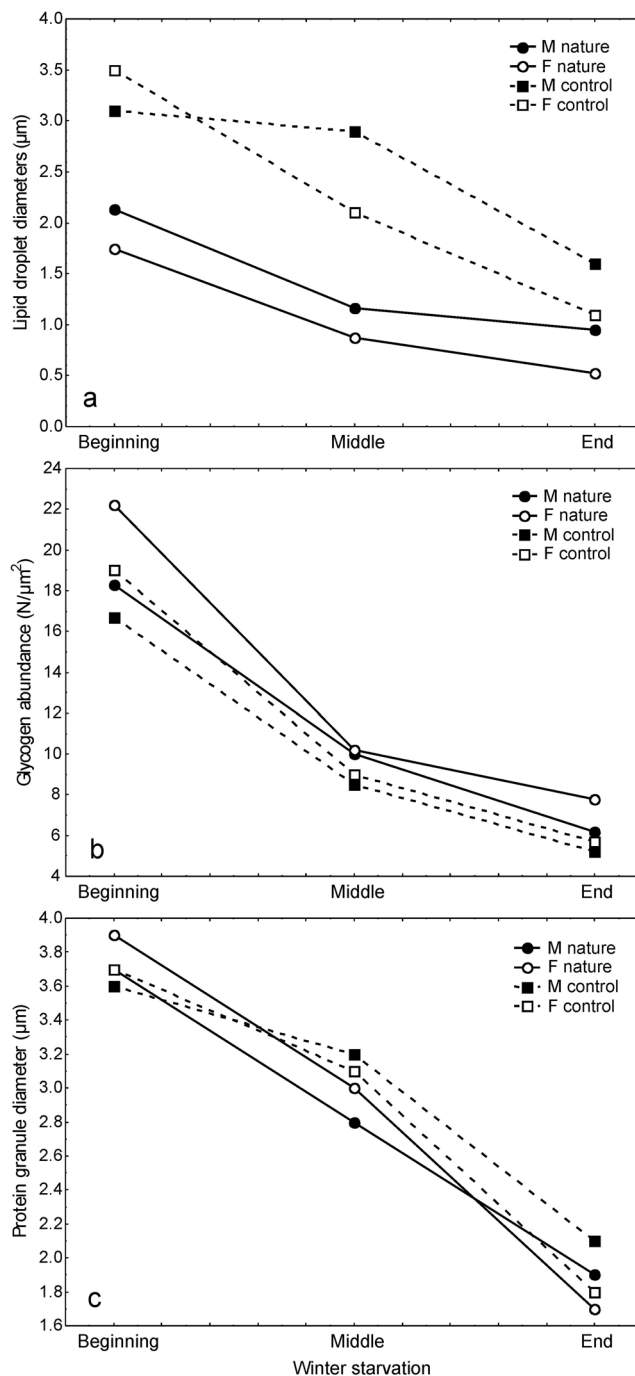 4.0
3.5
3.0
2.5
2.0
1.5
1.0
0.5
0.0
Lipid droplet diameters (µm)
M nature
F nature
M control
F control
a
Beginning Middle End
24
22
20
18
16
14
12
10
8
6
4
Glycogen abundance (N/µm²)
M nature
F nature
M control
F control
b
Beginning Middle End
4.0
3.8
3.6
3.4
3.2
3.0
2.8
2.6
2.4
2.2
2.0
1.8
1.6
Protein granule diameter (µm)
M nature
F nature
M control
F control
c
Beginning Middle End
Winter starvation